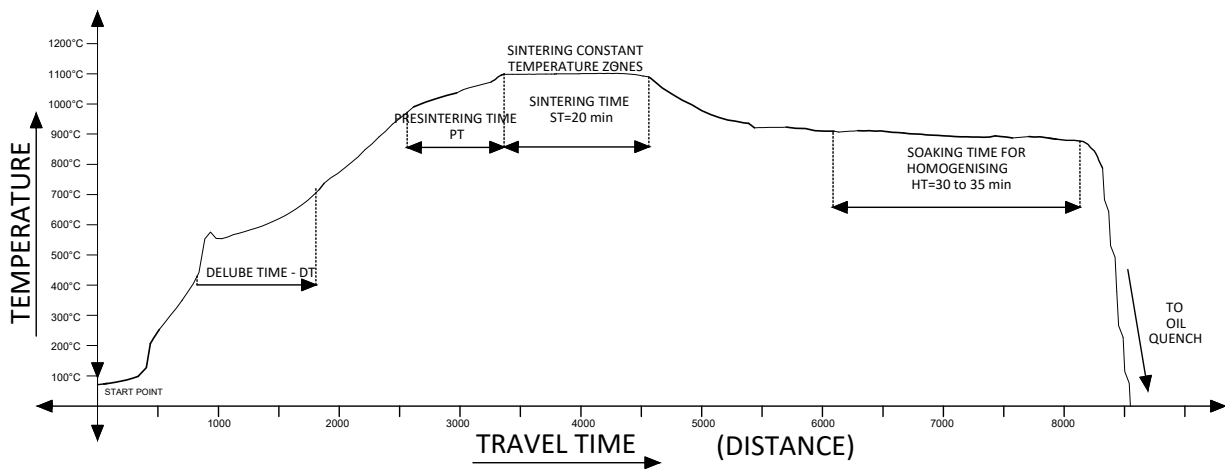 1200°C
1100°C
1000°C
900°C
800°C
700°C
600°C
500°C
400°C
300°C
200°C
100°C
TEMPERATURE
SINTERING CONSTANT
TEMPERATURE ZONES
SINTERING TIME
ST=20 min
PRESINTERING TIME
PT
SOAKING TIME FOR
HOMOGENISING
HT=30 to 35 min
DELUBE TIME - DT
TO
OIL
QUENCH
START POINT
1000 2000 3000 4000 5000 6000 7000 8000
TRAVEL TIME (DISTANCE)